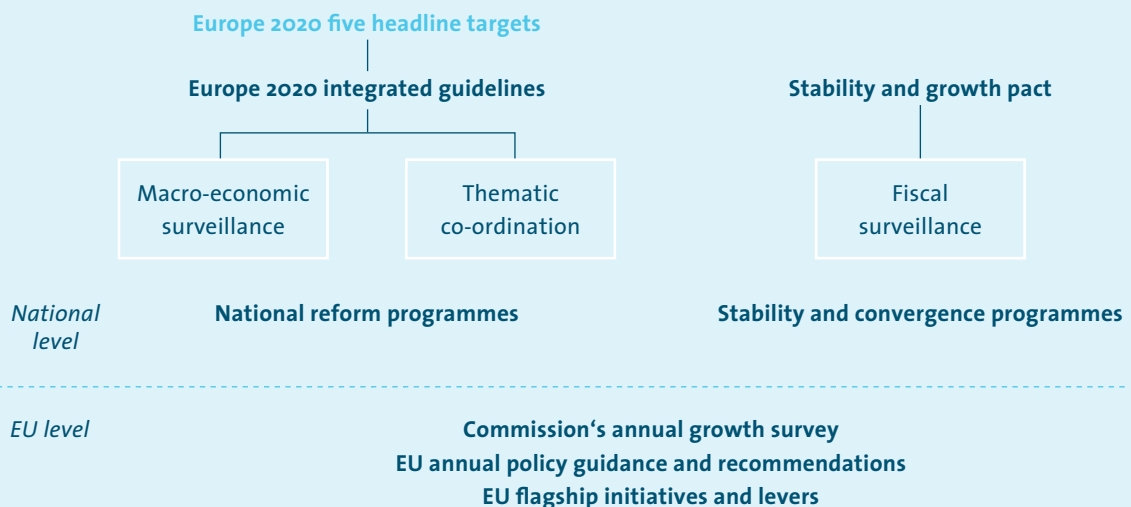 Europe 2020 five headline targets
Europe 2020 integrated guidelines
Stability and growth pact
Macro-economic
surveillance
Thematic
co-ordination
Fiscal
surveillance
National
level
National reform programmes
Stability and convergence programmes
EU level
Commission‘s annual growth survey
EU annual policy guidance and recommendations
EU flagship initiatives and levers